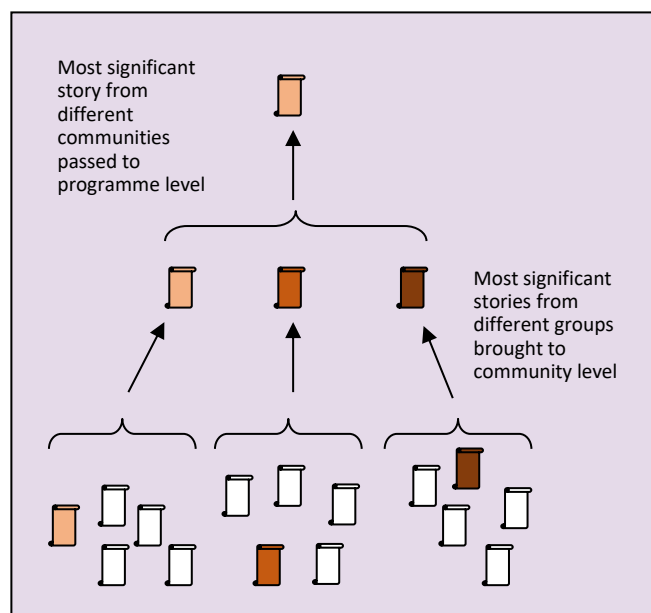 Most significant
story from
different
communities
passed to
programme level
Most significant
stories from
different groups
brought to
community level